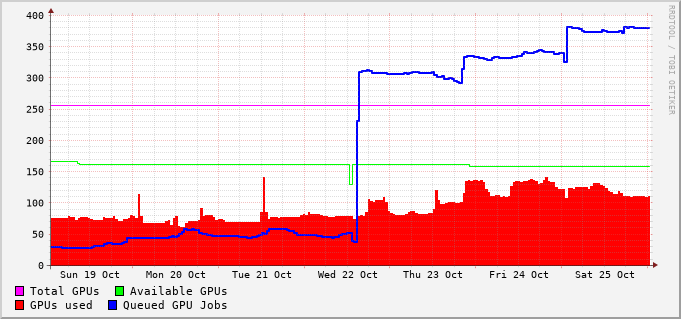 400
350
300
250
200
150
100
50
0
Sun 19 Oct Mon 20 Oct Tue 21 Oct Wed 22 Oct Thu 23 Oct Fri 24 Oct Sat 25 Oct
Total GPUs Available GPUs
GPUs used Queued GPU Jobs
RRDTOOL / TOBI OETIKER